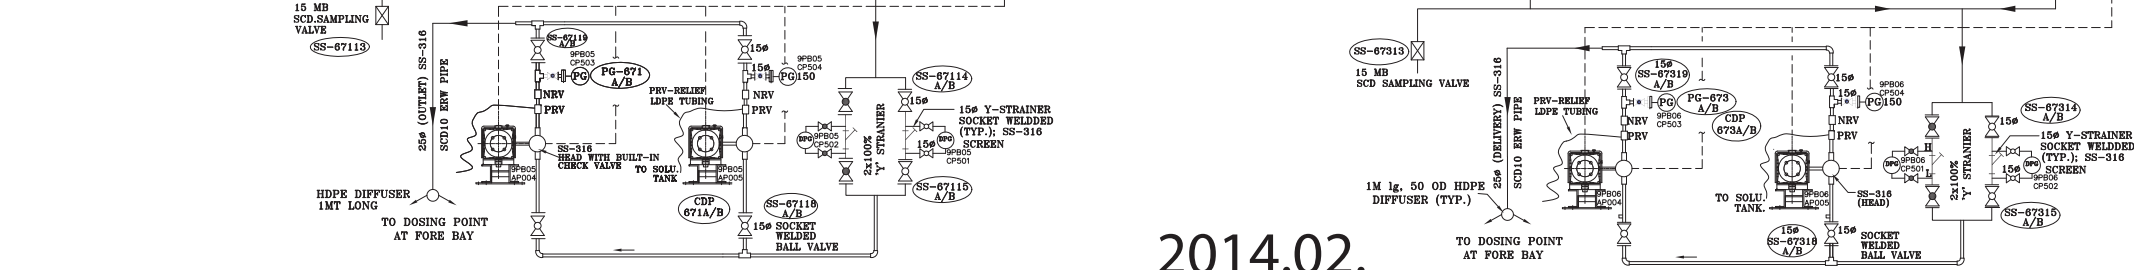 15 MB
SCD.SAMPLING
VALVE
SS-67113
25ø (OUTLET) SS-316
SCD10 ERW PIPE
HDPE DIFFUSER
1MT LONG
TO DOSING POINT
AT FORE BAY
SS-67119
A/B
9PB05
CP503
PG
PG-671
A/B
NRV
PRV
SS-316
HEAD WITH BUILT-IN
CHECK VALVE
9PB05
AP004
PRV-RELIEF
LDPE TUBING
TO SOLU.
TANK
15ø
15ø
9PB05
CP504
PG
150
NRV
PRV
9PB05
AP005
CDP
671A/B
SS-67118
A/B
15ø SOCKET
WELDED
BALL VALVE
DPG
9PB05
CP502
2x100%
'Y' STRANIER
SS-67114
A/B
15ø
15ø Y-STRAINER
SOCKET WELDDED
(TYP.); SS-316
SCREEN
DPG
15ø
9PB05
CP501
SS-67115
A/B
SS-67313
15 MB
SCD SAMPLING VALVE
25ø (DELIVERY) SS-316
SCD10 ERW PIPE
1M lg, 50 OD HDPE
DIFFUSER (TYP.)
TO DOSING POINT
AT FORE BAY
PRV-RELIEF
LDPE TUBING
15ø
SS-67319
A/B
PG
9PB06
CP503
PG-673
A/B
CDP
673A/B
NRV
PRV
9PB06
AP004
TO SOLU.
TANK.
15ø
15ø
9PB06
CP504
PG
150
NRV
PRV
9PB06
AP005
SS-316
(HEAD)
15ø
SS-67318
A/B
15ø
SOCKET
WELDED
BALL VALVE
DPG
9PB06
CP501
H
L
2x100%
'Y' STRANIER
SS-67314
A/B
15ø
15ø Y-STRAINER
SOCKET WELDDED
(TYP.); SS-316
SCREEN
DPG
15ø
9PB06
CP502
SS-67315
A/B
2014.02.